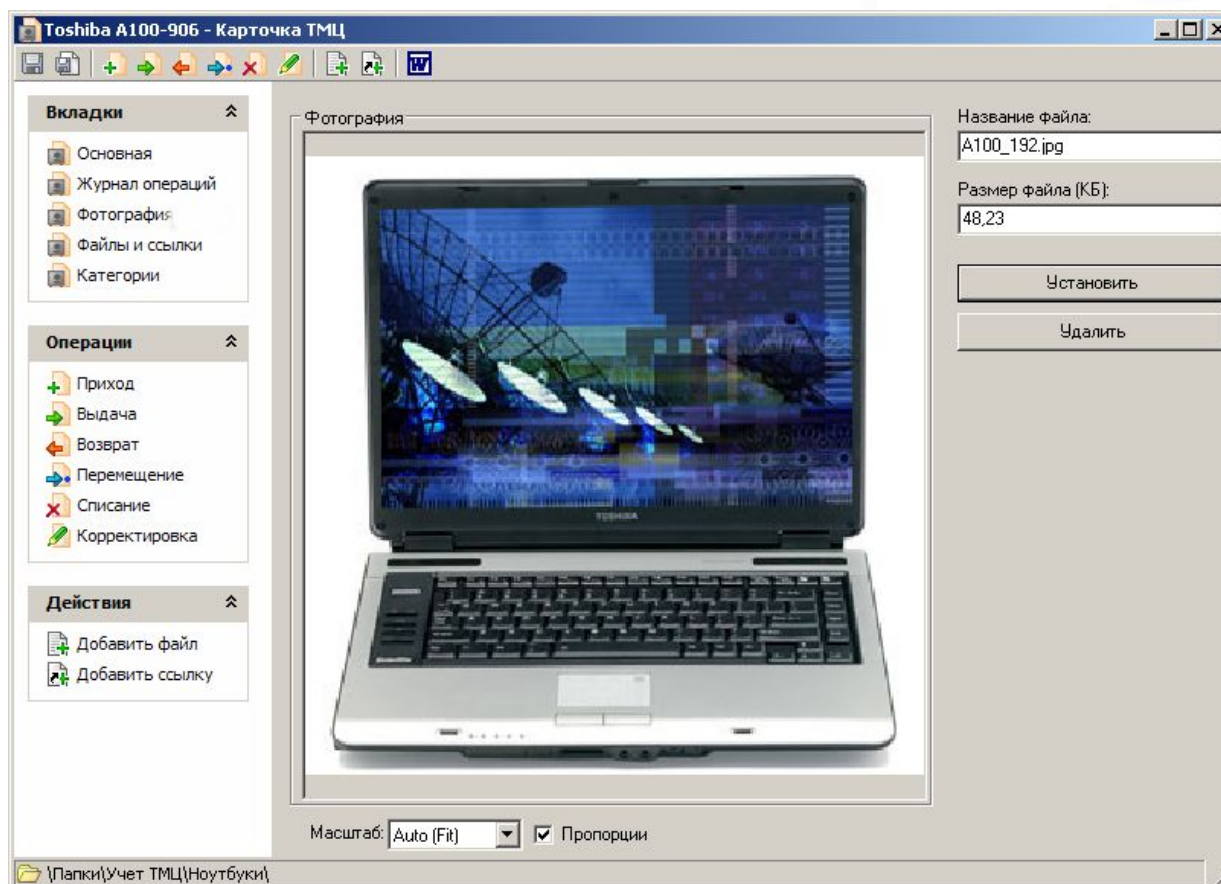 Toshiba A100-906 - Карточка ТМЦ
Вкладки
Основная
Журнал операций
Фотография
Файлы и ссылки
Категории
Операции
Приход
Выдача
Возврат
Перемещение
Списание
Корректировка
Действия
Добавить файл
Добавить ссылку
Фотография
TOSHIBA
Масштаб: Auto (Fit) Пропорции
Название файла:
A100_192.jpg
Размер файла (КБ):
48,23
Установить
Удалить
\Папки\Учет ТМЦ\Ноутбуки\